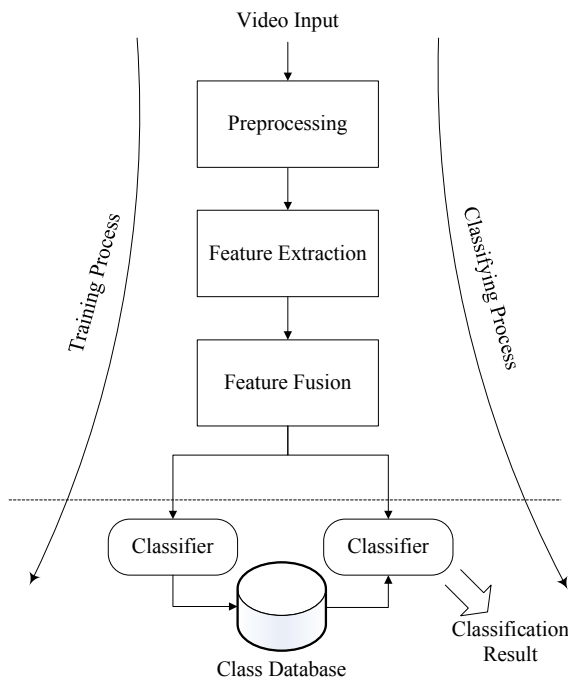 Video Input
Preprocessing
Training Process
Classifying Process
Feature Extraction
Feature Fusion
Classifier
Classifier
Classification
Result
Class Database